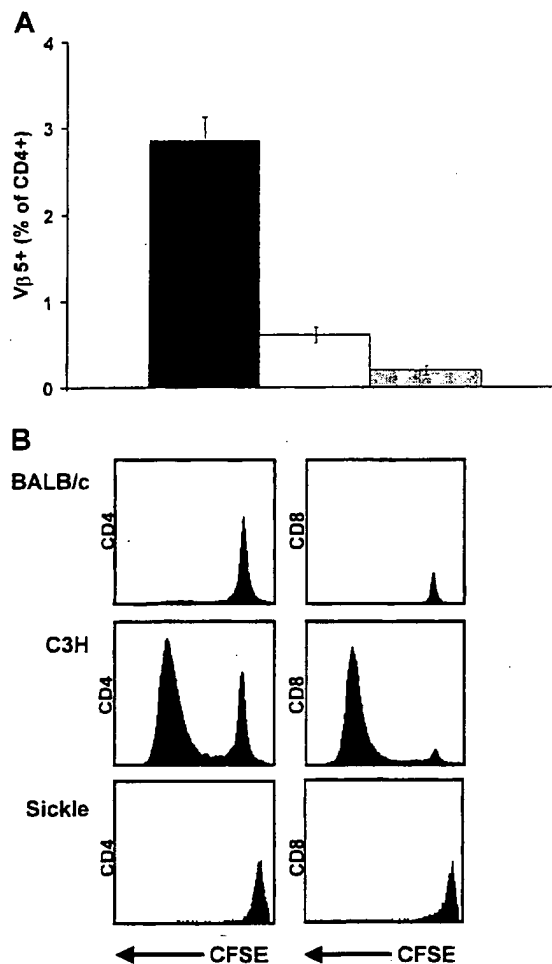 A
4
3
2
1
0
Vβ5+ (% of CD4+)
B
BALB/c
CD4
CD8
C3H
CD4
CD8
Sickle
CD4
CD8
CFSE
CFSE